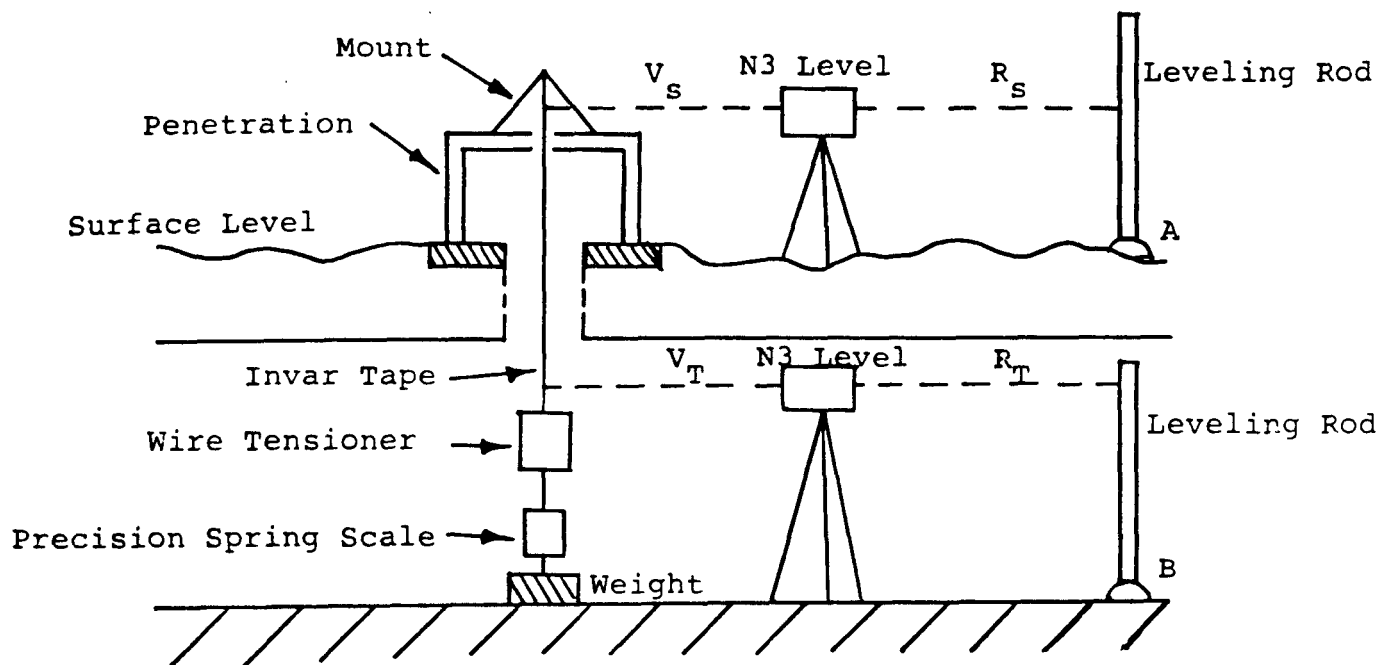 Mount
V_S
N3 Level
R_S
Leveling Rod
Penetration
Surface Level
A
V_T
N3 Level
R_T
Invar Tape
Wire Tensioner
Leveling Rod
Precision Spring Scale
Weight
B